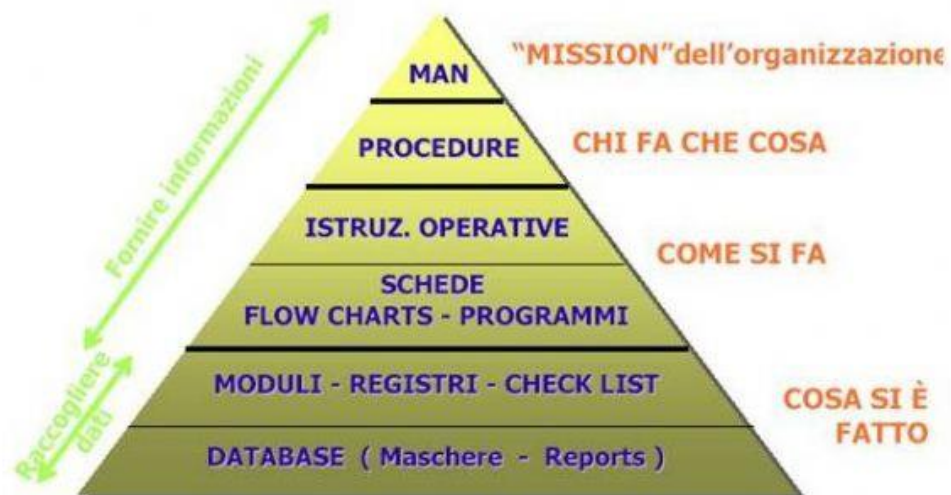 MAN
"MISSION"dell'organizzazione
PROCEDURE
CHI FA CHE COSA
ISTRUZ. OPERATIVE
COME SI FA
SCHEDE
FLOW CHARTS - PROGRAMMI
MODULI - REGISTRI - CHECK LIST
COSA SI È
FATTO
DATABASE ( Maschere - Reports )
Fornire informazioni
Raccogliere
dati